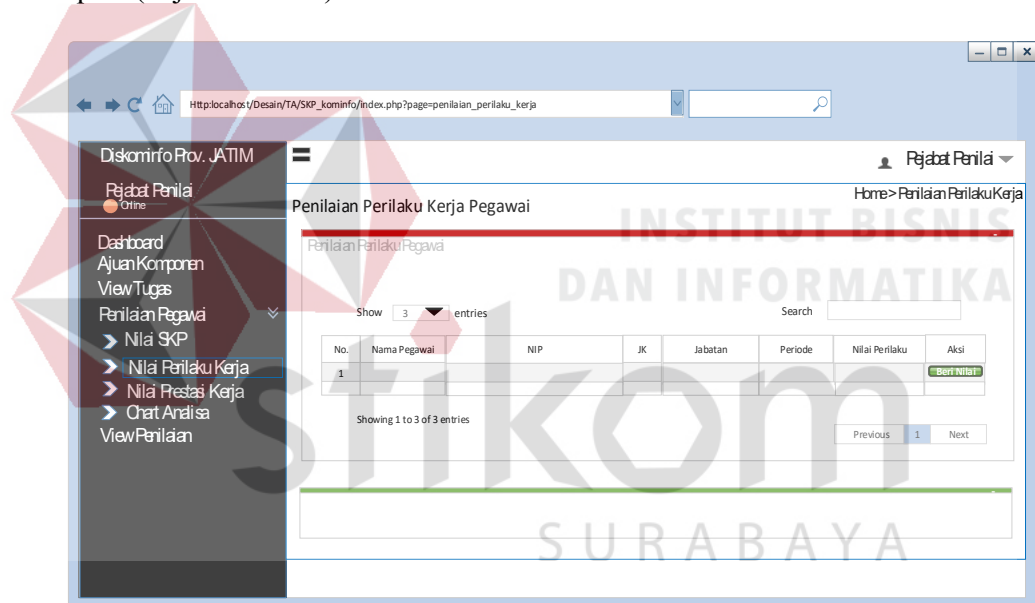 Http:localhost/Desain/TA/SKP_kominfo/index.php?page=penilaian_perilaku_kerja
Diskominfo Prov. JATIM
Pejabat Penilai
Pejabat Penilai
Online
Home > Penilaian Perilaku Kerja
Penilaian Perilaku Kerja Pegawai
Dashboard
Ajuan Komponen
View Tugas
Penilaian Pegawai
Nilai SKP
Nilai Perilaku Kerja
Nilai Prestasi Kerja
Chart Analisa
View Penilaian
Penilaian Perilaku Pegawai
Show 3 entries
Search
No. Nama Pegawai NIP JK Jabatan Periode Nilai Perilaku Aksi
1 Beri Nilai
Showing 1 to 3 of 3 entries
Previous 1 Next
INSTITUT BISNIS
DAN INFORMATIKA
stikom
SURABAYA